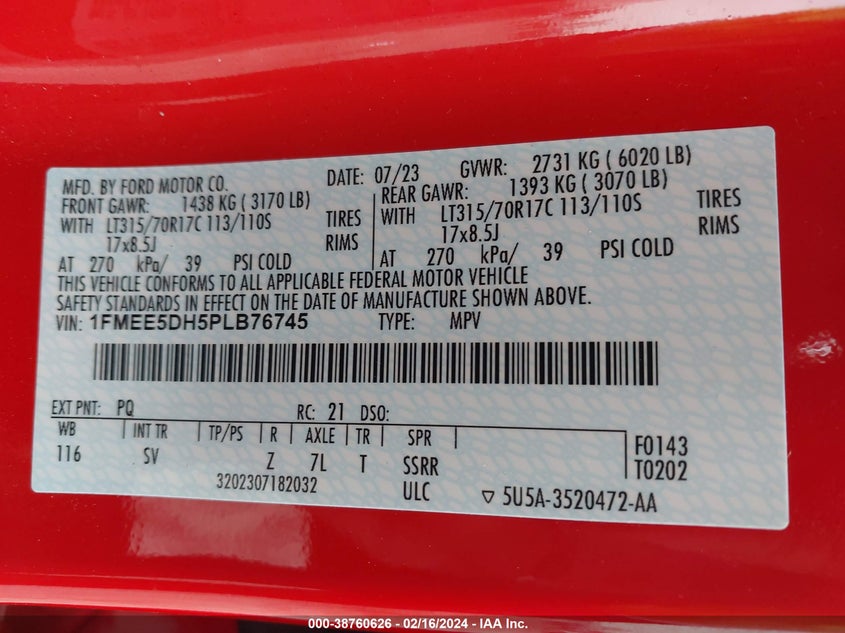 MFD. BY FORD MOTOR CO. DATE: 07/23 GVWR: 2731 KG ( 6020 LB)
FRONT GAWR: 1438 KG ( 3170 LB) REAR GAWR: 1393 KG ( 3070 LB)
WITH LT315/70R17C 113/110S TIRES WITH LT315/70R17C 113/110S TIRES
17x8.5J RIMS 17x8.5J RIMS
AT 270 kPa/ 39 PSI COLD AT 270 kPa/ 39 PSI COLD
THIS VEHICLE CONFORMS TO ALL APPLICABLE FEDERAL MOTOR VEHICLE
SAFETY STANDARDS IN EFFECT ON THE DATE OF MANUFACTURE SHOWN ABOVE.
VIN: 1FMEE5DH5PLB76745 TYPE: MPV
EXT PNT: PQ RC: 21 DSO:
WB INT TR TP/PS R AXLE TR SPR F0143
116 SV Z 7L T SSRR T0202
3202307182032 ULC 5U5A-3520472-AA
000-38760626 - 02/16/2024 - IAA Inc.